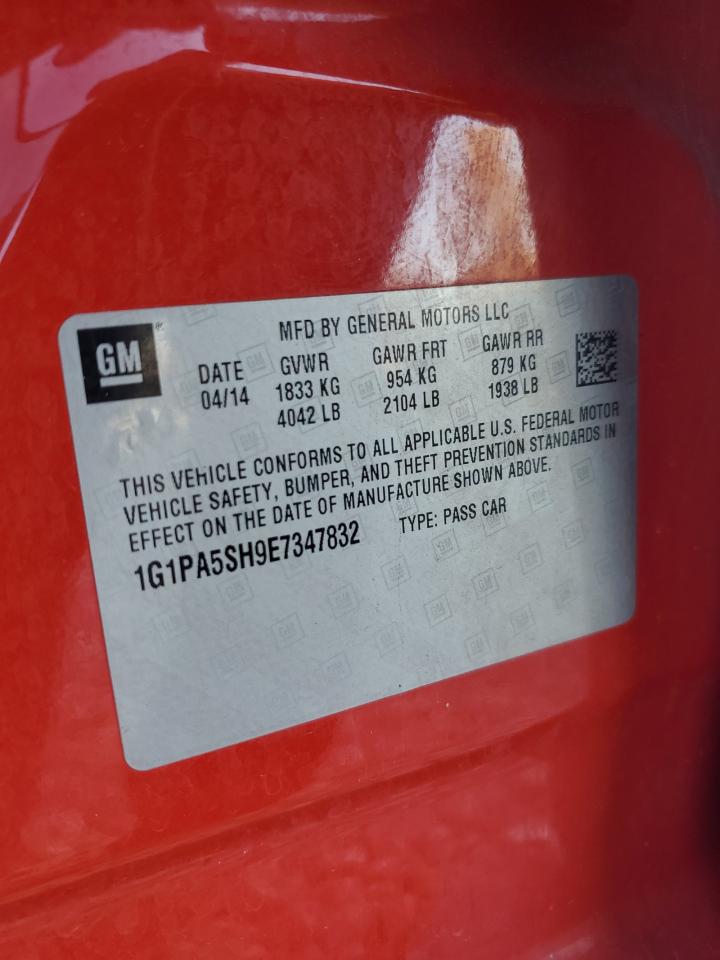 GM
MFD BY GENERAL MOTORS LLC
DATE GVWR GAWR FRT GAWR RR
04/14 1833 KG 954 KG 879 KG
4042 LB 2104 LB 1938 LB
THIS VEHICLE CONFORMS TO ALL APPLICABLE U.S. FEDERAL MOTOR
VEHICLE SAFETY, BUMPER, AND THEFT PREVENTION STANDARDS IN
EFFECT ON THE DATE OF MANUFACTURE SHOWN ABOVE.
1G1PA5SH9E7347832 TYPE: PASS CAR